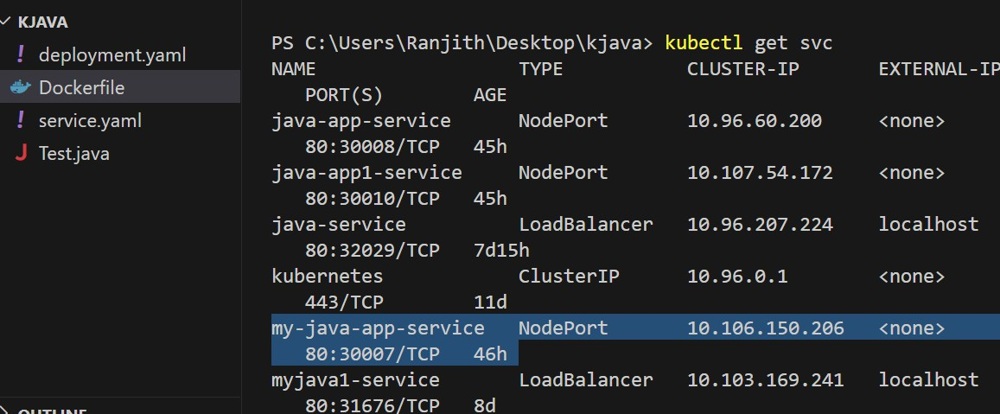 KJAVA
deployment.yaml
Dockerfile
service.yaml
Test.java
PS C:\Users\Ranjith\Desktop\kjava> kubectl get svc
NAME TYPE CLUSTER-IP EXTERNAL-IP
PORT(S) AGE
java-app-service NodePort 10.96.60.200 <none>
80:30008/TCP 45h
java-app1-service NodePort 10.107.54.172 <none>
80:30010/TCP 45h
java-service LoadBalancer 10.96.207.224 localhost
80:32029/TCP 7d15h
kubernetes ClusterIP 10.96.0.1 <none>
443/TCP 11d
my-java-app-service NodePort 10.106.150.206 <none>
80:30007/TCP 46h
myjava1-service LoadBalancer 10.103.169.241 localhost
80:31676/TCP 8d
OUTLINE